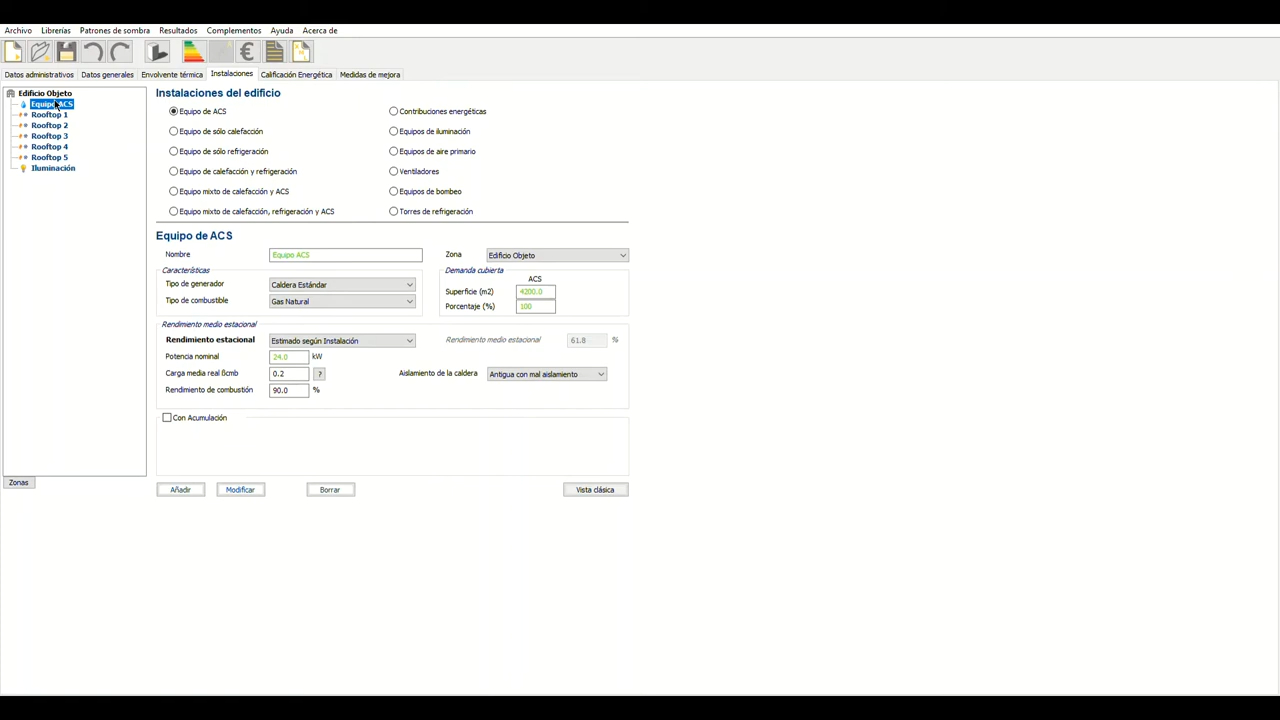 Archivo Librerías Patrones de sombra Resultados Complementos Ayuda Acerca de
Datos administrativos Datos generales Envolvente térmica Instalaciones Calificación Energética Medidas de mejora
Edificio Objeto
Equipo ACS
Rooftop 1
Rooftop 2
Rooftop 3
Rooftop 4
Rooftop 5
Iluminación
Zonas
Instalaciones del edificio
Equipo de ACS Contribuciones energéticas
Equipo de sólo calefacción Equipos de iluminación
Equipo de sólo refrigeración Equipos de aire primario
Equipo de calefacción y refrigeración Ventiladores
Equipo mixto de calefacción y ACS Equipos de bombeo
Equipo mixto de calefacción, refrigeración y ACS Torres de refrigeración
Equipo de ACS
Nombre Equipo ACS Zona Edificio Objeto
Características Demanda cubierta
ACS
Tipo de generador Caldera Estándar Superficie (m2) 4200.0
Tipo de combustible Gas Natural Porcentaje (%) 100
Rendimiento medio estacional
Rendimiento estacional Estimado según Instalación Rendimiento medio estacional 61.8 %
Potencia nominal 24.0 kW
Carga media real ßcmb 0.2 ? Aislamiento de la caldera Antigua con mal aislamiento
Rendimiento de combustión 90.0 %
Con Acumulación
Añadir Modificar Borrar Vista clásica